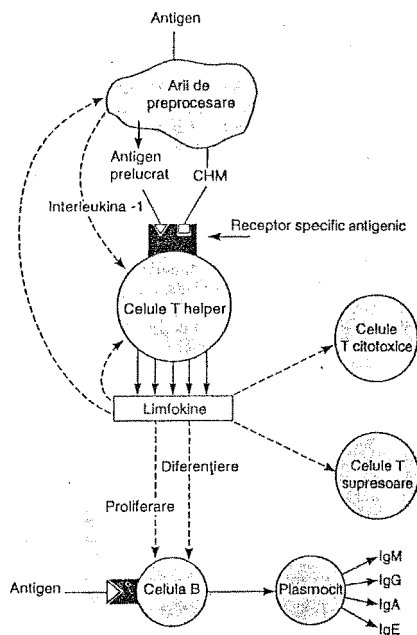 Antigen
Arii de
preprocesare
Antigen
prelucrat
CHM
Interleukina -1
Receptor specific antigenic
Celule T helper
Celule
T citotoxice
Limfokine
Diferenţiere
Celule T
supresoare
Proliferare
Antigen
Celula B
Plasmocit
IgM
IgG
IgA
IgE